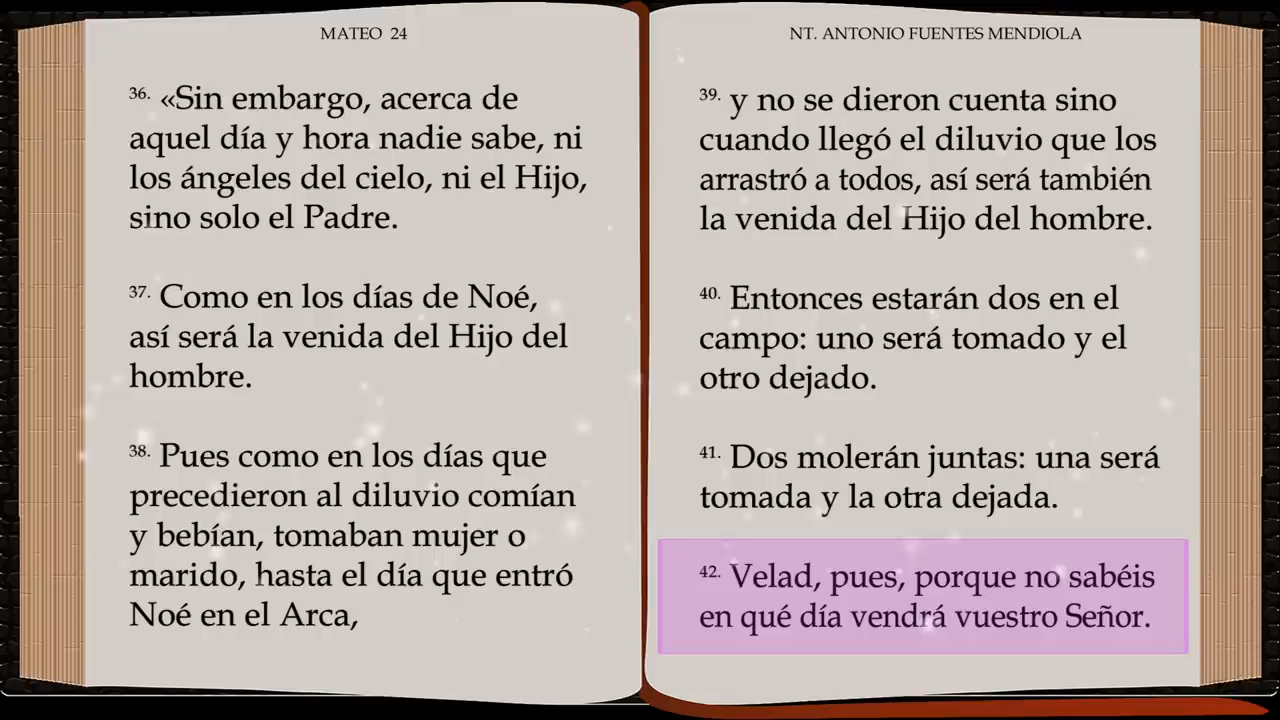 MATEO 24
36. «Sin embargo, acerca de
aquel día y hora nadie sabe, ni
los ángeles del cielo, ni el Hijo,
sino solo el Padre.
37. Como en los días de Noé,
así será la venida del Hijo del
hombre.
38. Pues como en los días que
precedieron al diluvio comían
y bebían, tomaban mujer o
marido, hasta el día que entró
Noé en el Arca,
NT. ANTONIO FUENTES MENDIOLA
39. y no se dieron cuenta sino
cuando llegó el diluvio que los
arrastró a todos, así será también
la venida del Hijo del hombre.
40. Entonces estarán dos en el
campo: uno será tomado y el
otro dejado.
41. Dos molerán juntas: una será
tomada y la otra dejada.
42. Velad, pues, porque no sabéis
en qué día vendrá vuestro Señor.